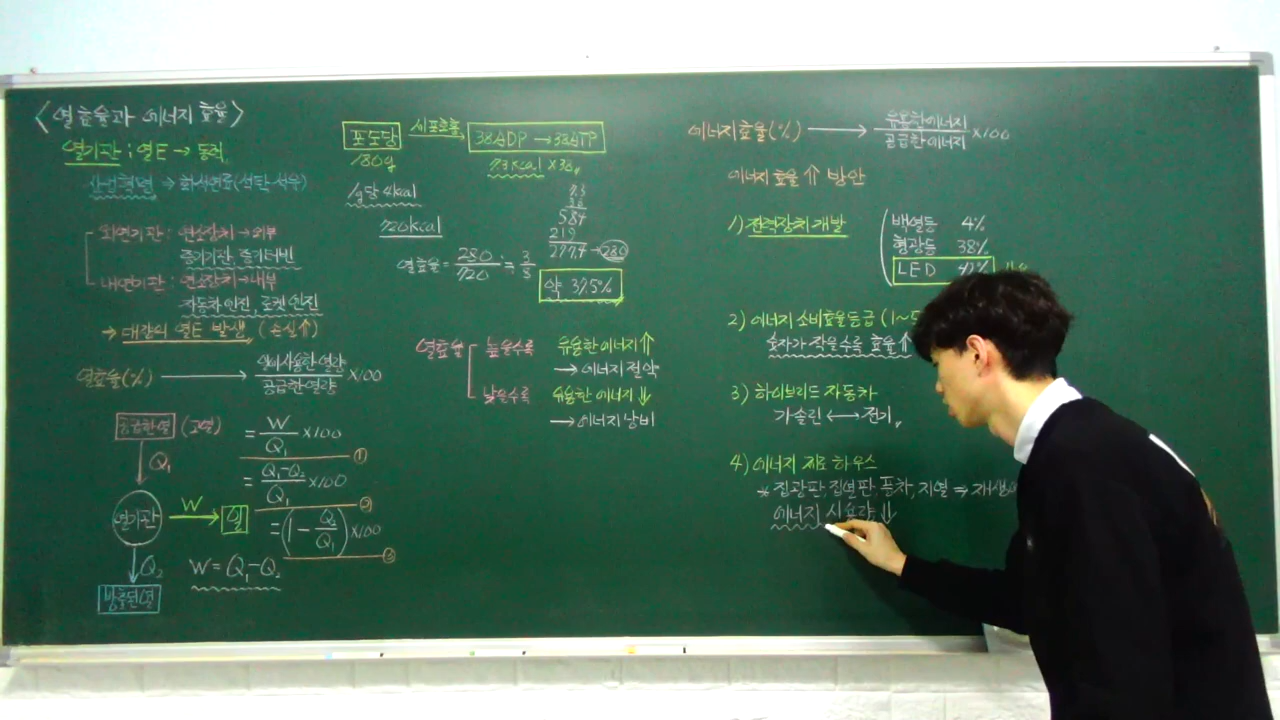 <열효율과 에너지 효율>
열기관 : 열E → 동력
산업혁명 → 화석연료(석탄, 석유)
외연기관 : 연소장치 → 외부
증기기관, 증기터빈
내연기관 : 연소장치 → 내부
자동차 엔진, 로켓 엔진
→ 대량의 열E 발생 (손실↑)
열효율(%) → 일에 사용한 열량 / 공급한 열량 ×100
공급한 열 (고열)
Q₁
열기관 W → 일
Q₂
방출된 열
= W/Q₁ ×100 ①
= Q₁-Q₂/Q₁ ×100 ②
= (1 - Q₂/Q₁) ×100 ③
W = Q₁-Q₂
포도당 세포호흡 → 38ADP → 38ATP
180g
7.3kcal × 38
1g당 4kcal
720kcal
7.3
38
584
219
277.4 → 280
열효율 = 280/720 ≒ 3/8
약 37.5%
열효율
높을수록 유용한 에너지↑
→ 에너지 절약
낮을수록 유용한 에너지↓
→ 에너지 낭비
에너지효율(%) → 유용한 에너지 / 공급한 에너지 ×100
에너지 효율↑ 방안
1) 전력장치 개발
백열등 4%
형광등 38%
LED
2) 에너지 소비효율등급 (1~5
숫자가 작을수록 효율↑
3) 하이브리드 자동차
가솔린 ↔ 전기
4) 에너지 제로 하우스
* 집광판, 집열판, 풍차, 지열 ⇒ 재생
에너지 사용량↓